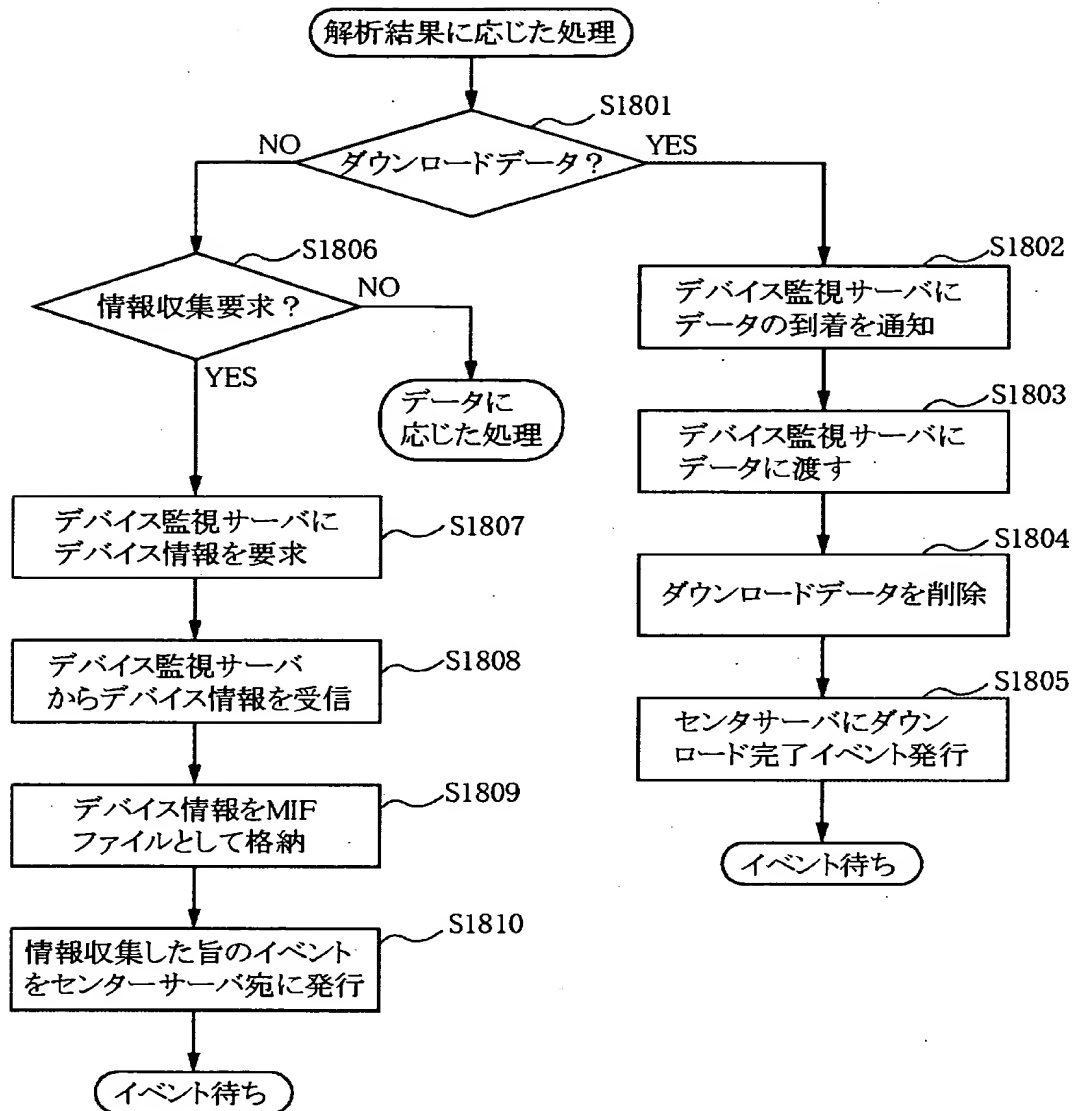 解析結果に応じた処理
S1801
NO
ダウンロードデータ?
YES
S1806
情報収集要求?
NO
YES
データに
応じた処理
デバイス監視サーバに
デバイス情報を要求
S1807
デバイス監視サーバ
からデバイス情報を受信
S1808
デバイス情報をMIF
ファイルとして格納
S1809
情報収集した旨のイベント
をセンターサーバ宛に発行
S1810
イベント待ち
S1802
デバイス監視サーバに
データの到着を通知
S1803
デバイス監視サーバに
データに渡す
S1804
ダウンロードデータを削除
S1805
センタサーバにダウン
ロード完了イベント発行
イベント待ち